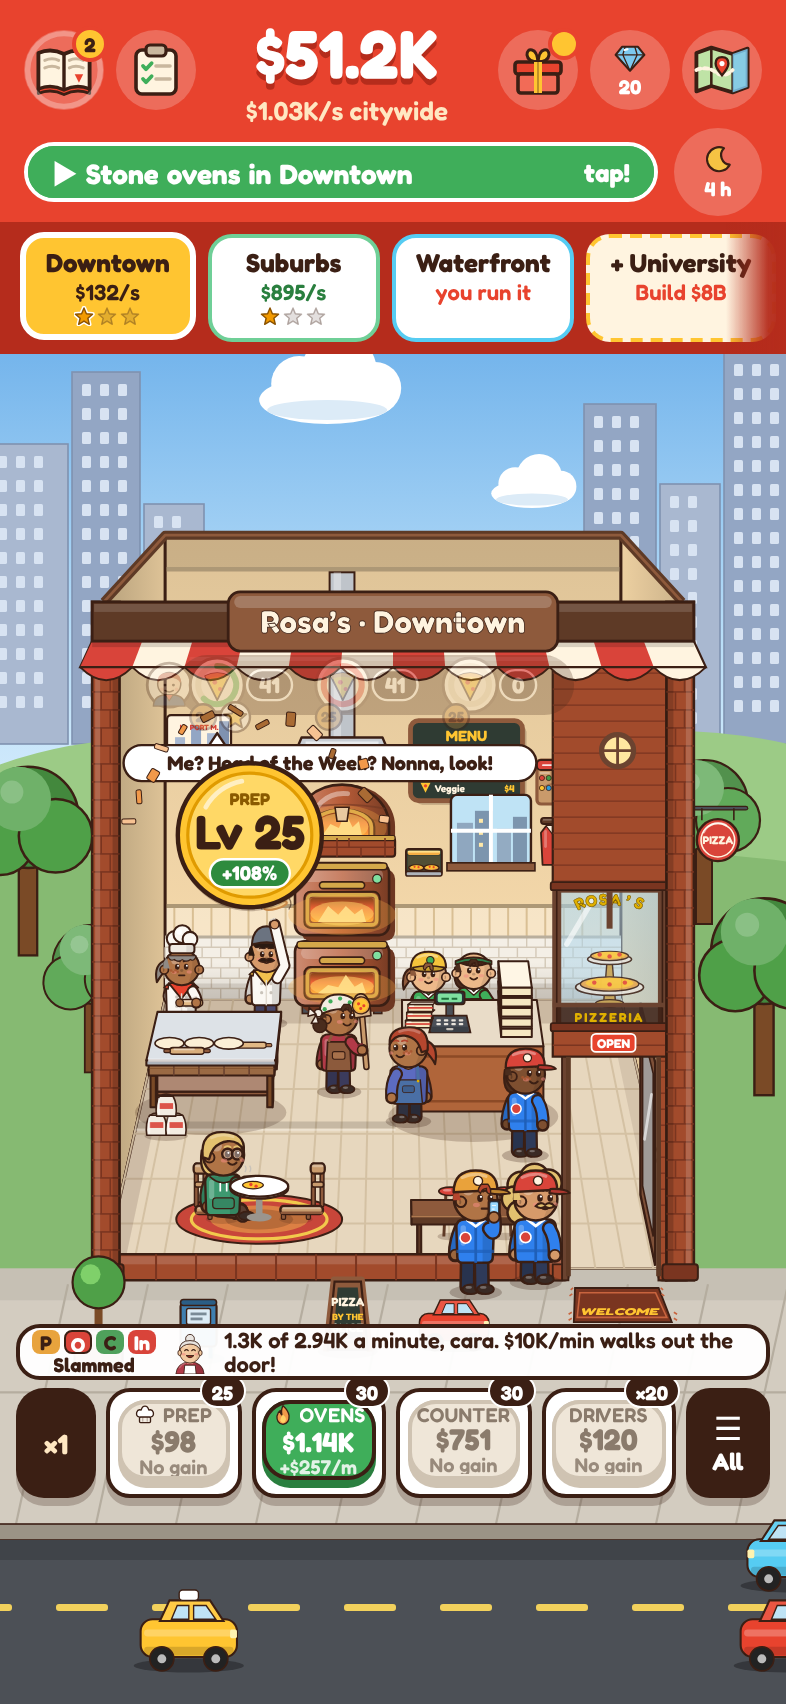 2
$51.2K
$1.03K/s citywide
20
Stone ovens in Downtown
tap!
4 h
Downtown
$132/s
Suburbs
$895/s
Waterfront
you run it
+ University
Build $8B
Rosa's · Downtown
41
41
0
25
25
MENU
Me? Head of the Week? Nonna, look!
Veggie $4
PREP
Lv 25
+108%
PIZZA
ROSA'S
PIZZERIA
OPEN
PIZZA
BY THE
WELCOME
P O C In
Slammed
1.3K of 2.94K a minute, cara. $10K/min walks out the
door!
x1
25
PREP
$98
No gain
30
OVENS
$1.14K
+$257/m
30
COUNTER
$751
No gain
x20
DRIVERS
$120
No gain
All